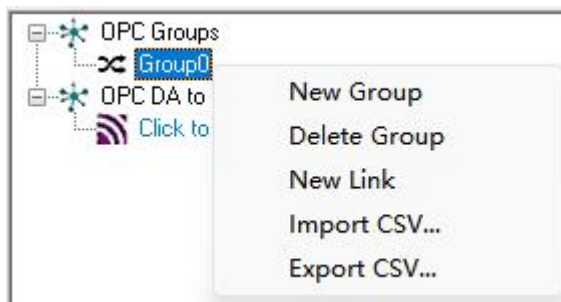 OPC Groups
Group0
OPC DA to
Click to
New Group
Delete Group
New Link
Import CSV...
Export CSV...